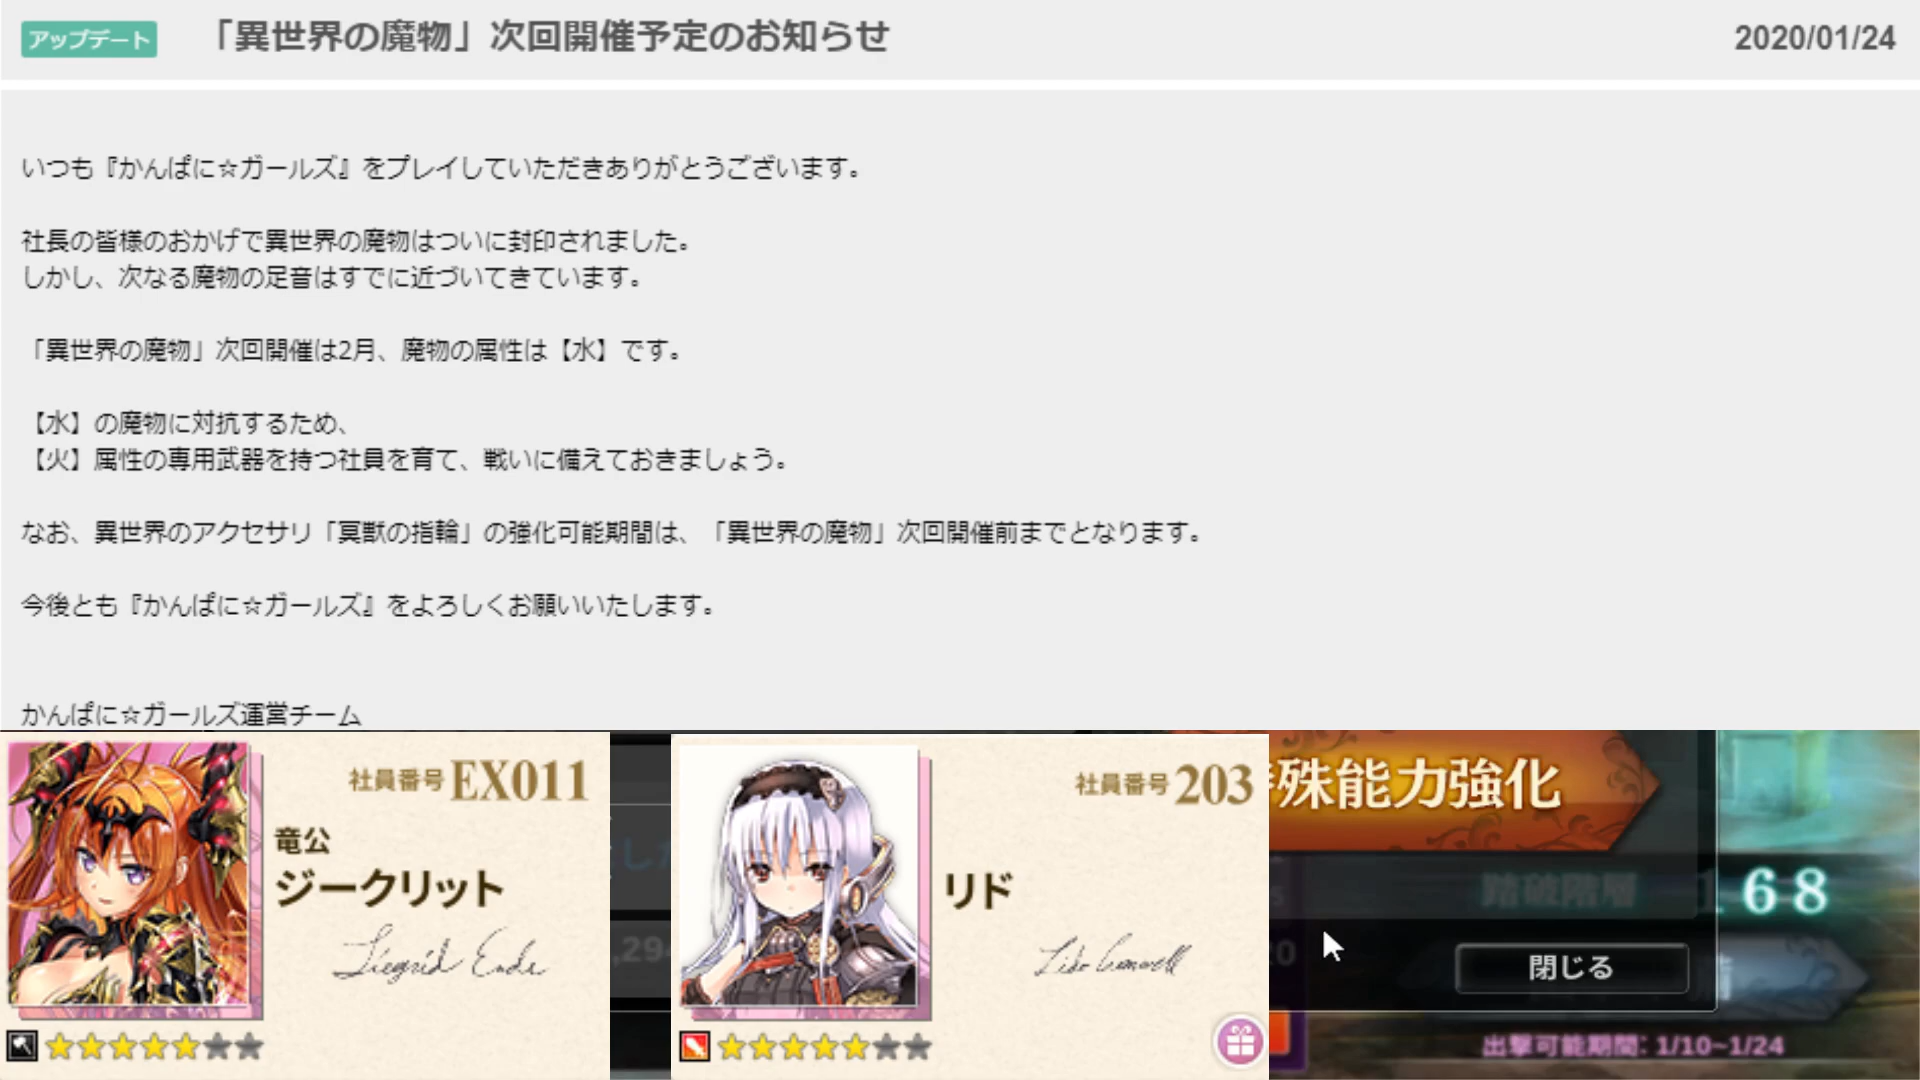 アップデート
「異世界の魔物」次回開催予定のお知らせ
2020/01/24
いつも『かんぱに☆ガールズ』をプレイしていただきありがとうございます。
社長の皆様のおかげで異世界の魔物はついに封印されました。
しかし、次なる魔物の足音はすでに近づいてきています。
「異世界の魔物」次回開催は2月、魔物の属性は【水】です。
【水】の魔物に対抗するため、
【火】属性の専用武器を持つ社員を育て、戦いに備えておきましょう。
なお、異世界のアクセサリ「冥獣の指輪」の強化可能期間は、「異世界の魔物」次回開催前までとなります。
今後とも『かんぱに☆ガールズ』をよろしくお願いいたします。
かんぱに☆ガールズ運営チーム
社員番号 EX011
竜公
ジークリット
社員番号 203
リド
殊能力強化
踏破階層 168
閉じる
出撃可能期間: 1/10~1/24